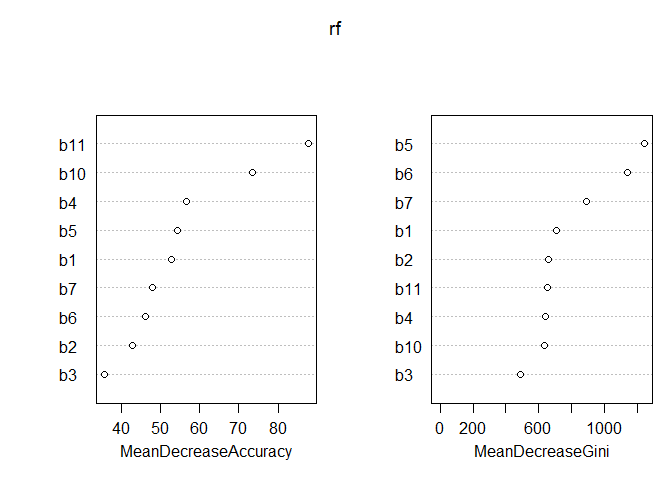 rf
b11
b10
b4
b5
b1
b7
b6
b2
b3
40 50 60 70 80
MeanDecreaseAccuracy
b5
b6
b7
b1
b2
b11
b4
b10
b3
0 200 600 1000
MeanDecreaseGini